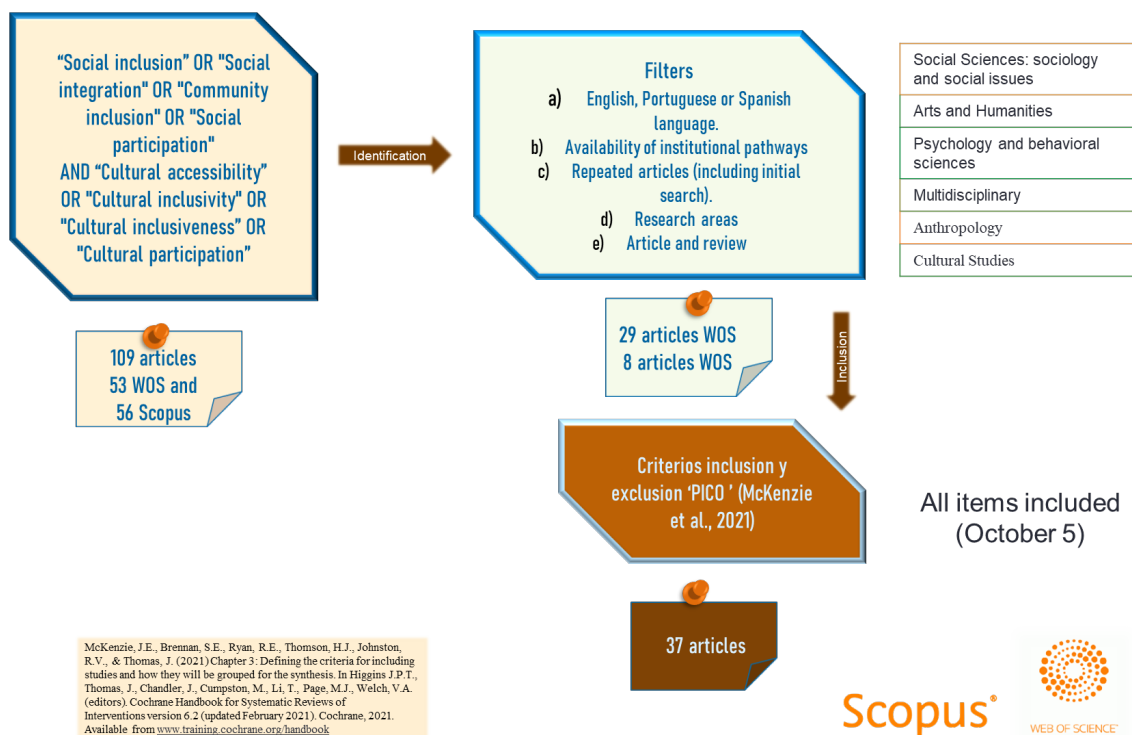 “Social inclusion” OR "Social
integration" OR "Community
inclusion" OR "Social
participation"
AND “Cultural accessibility”
OR "Cultural inclusivity" OR
"Cultural inclusiveness” OR
"Cultural participation”
Identification
Filters
a) English, Portuguese or Spanish
language.
b) Availability of institutional pathways
c) Repeated articles (including initial
search).
d) Research areas
e) Article and review
Social Sciences: sociology
and social issues
Arts and Humanities
Psychology and behavioral
sciences
Multidisciplinary
Anthropology
Cultural Studies
109 articles
53 WOS and
56 Scopus
29 articles WOS
8 articles WOS
Inclusion
Criterios inclusion y
exclusion ‘PICO ’ (McKenzie
et al., 2021)
All items included
(October 5)
37 articles
McKenzie, J.E., Brennan, S.E., Ryan, R.E., Thomson, H.J., Johnston,
R.V., & Thomas, J. (2021) Chapter 3: Defining the criteria for including
studies and how they will be grouped for the synthesis. In Higgins J.P.T.,
Thomas, J., Chandler, J., Cumpston, M., Li, T., Page, M.J., Welch, V.A.
(editors). Cochrane Handbook for Systematic Reviews of
Interventions version 6.2 (updated February 2021). Cochrane, 2021.
Available from www.training.cochrane.org/handbook
Scopus®
WEB OF SCIENCE™